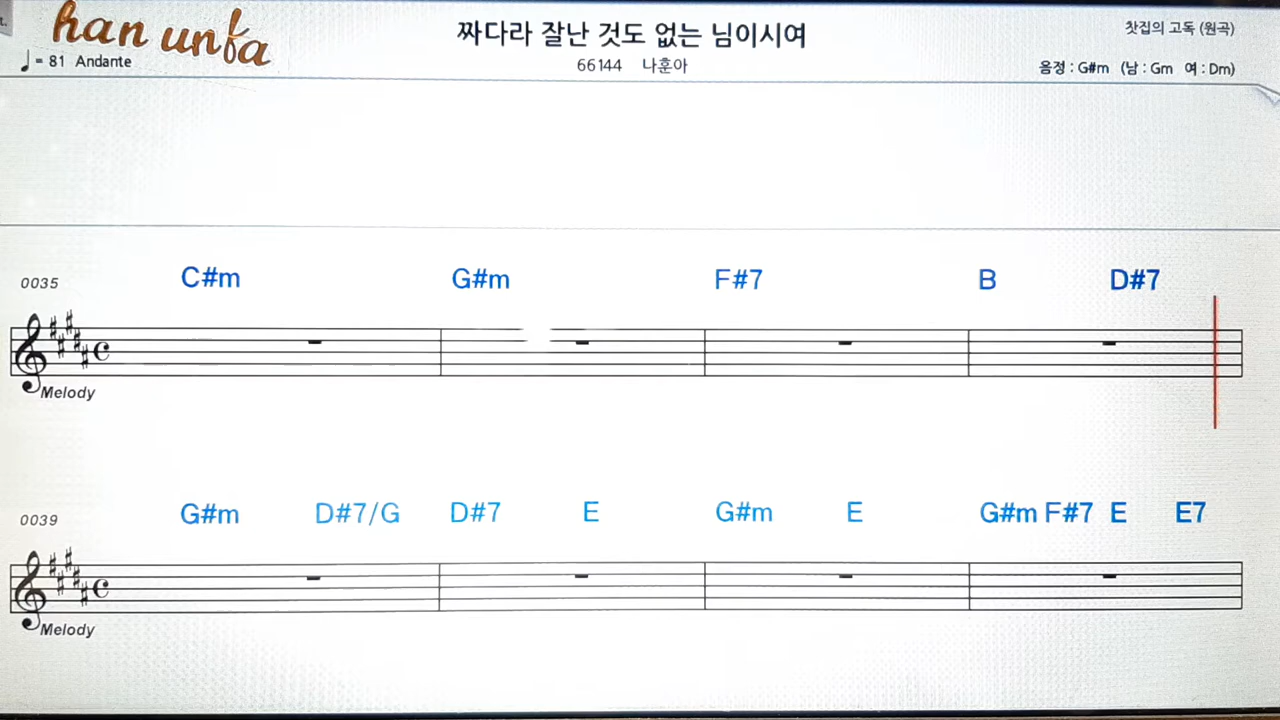 t.
han unfa
짜다라 잘난 것도 없는 님이시여
찻집의 고독 (원곡)
♩= 81 Andante
66144 나훈아
음정 : G#m (남 : Gm 여 : Dm)
0035 C#m G#m F#7 B D#7
Melody
0039 G#m D#7/G D#7 E G#m E G#m F#7 E E7
Melody